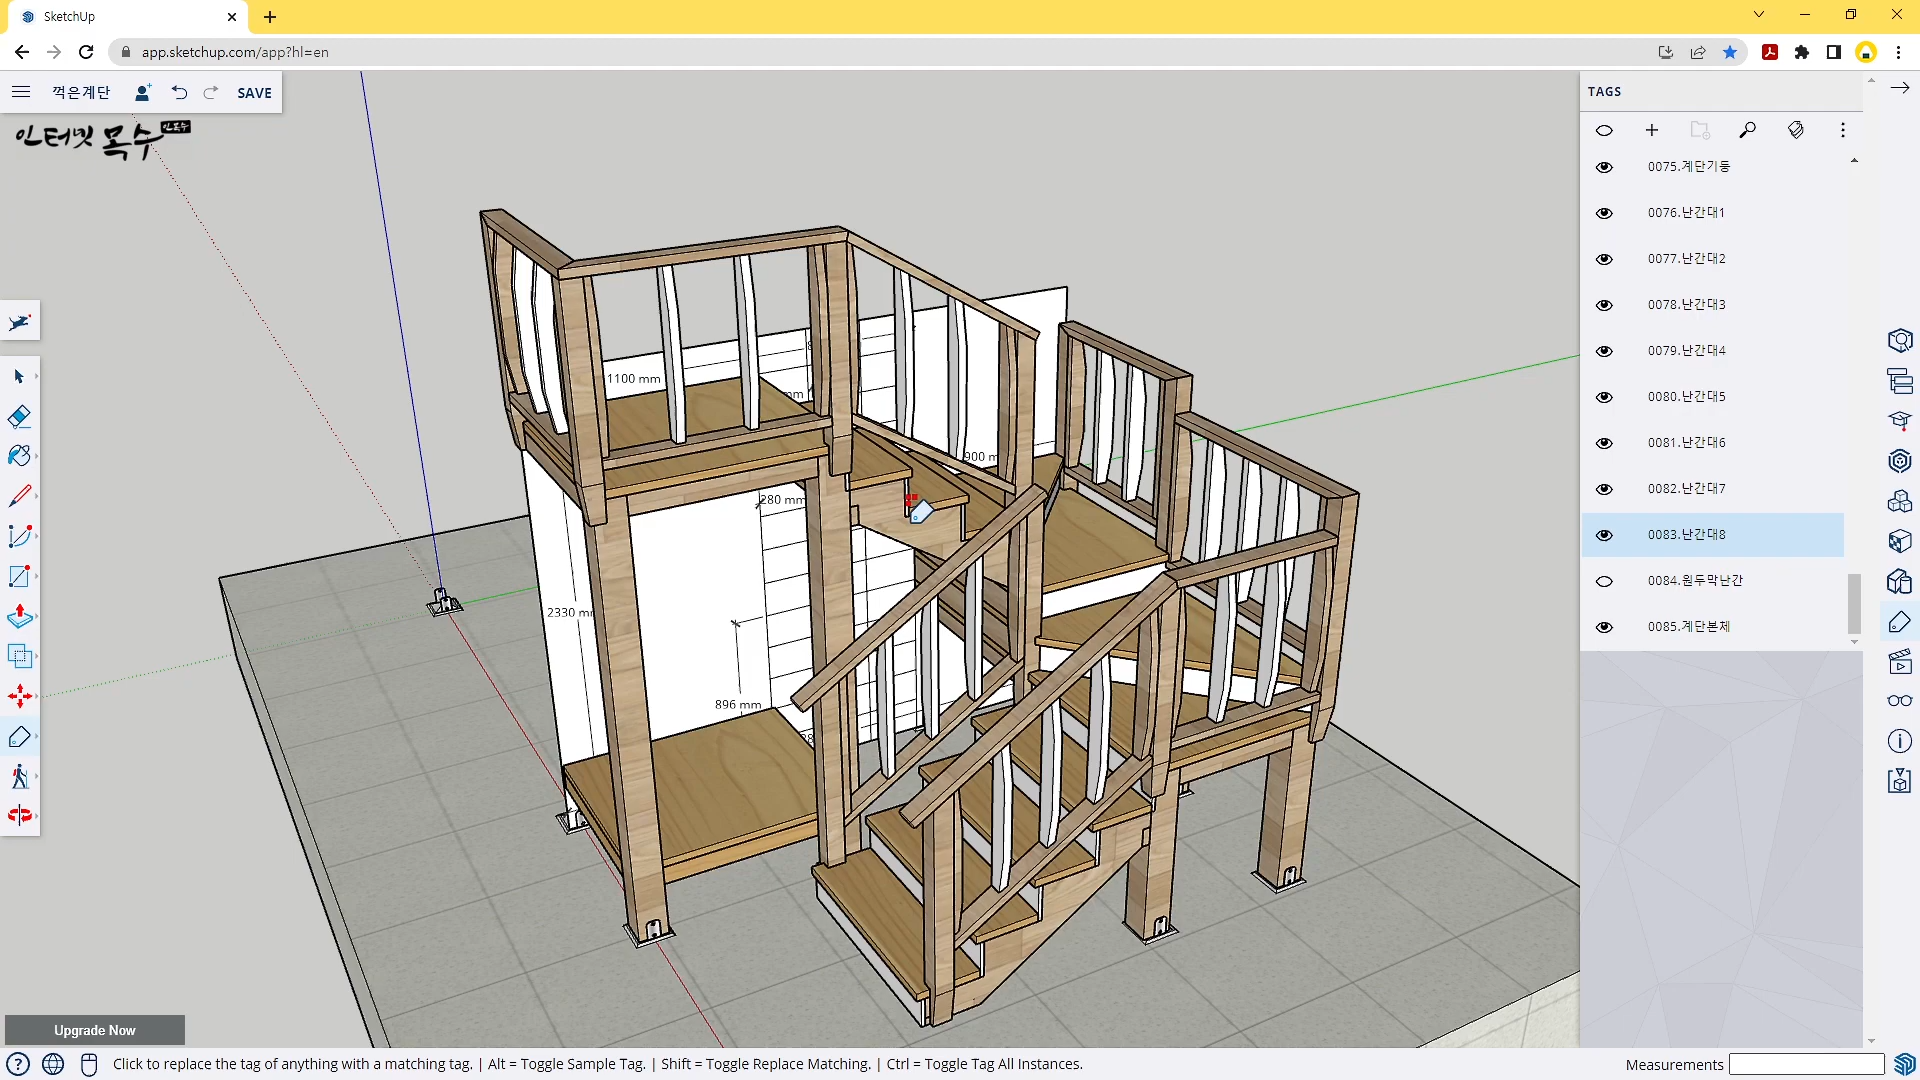 SketchUp
app.sketchup.com/app?hl=en
꺽은계단
SAVE
인터넷 목수
TAGS
0075.계단기둥
0076.난간대1
0077.난간대2
0078.난간대3
0079.난간대4
0080.난간대5
0081.난간대6
0082.난간대7
0083.난간대8
0084.원두막난간
0085.계단본체
1100 mm
900 m
280 mm
2330 m
896 mm
Upgrade Now
Click to replace the tag of anything with a matching tag. | Alt = Toggle Sample Tag. | Shift = Toggle Replace Matching. | Ctrl = Toggle Tag All Instances.
Measurements